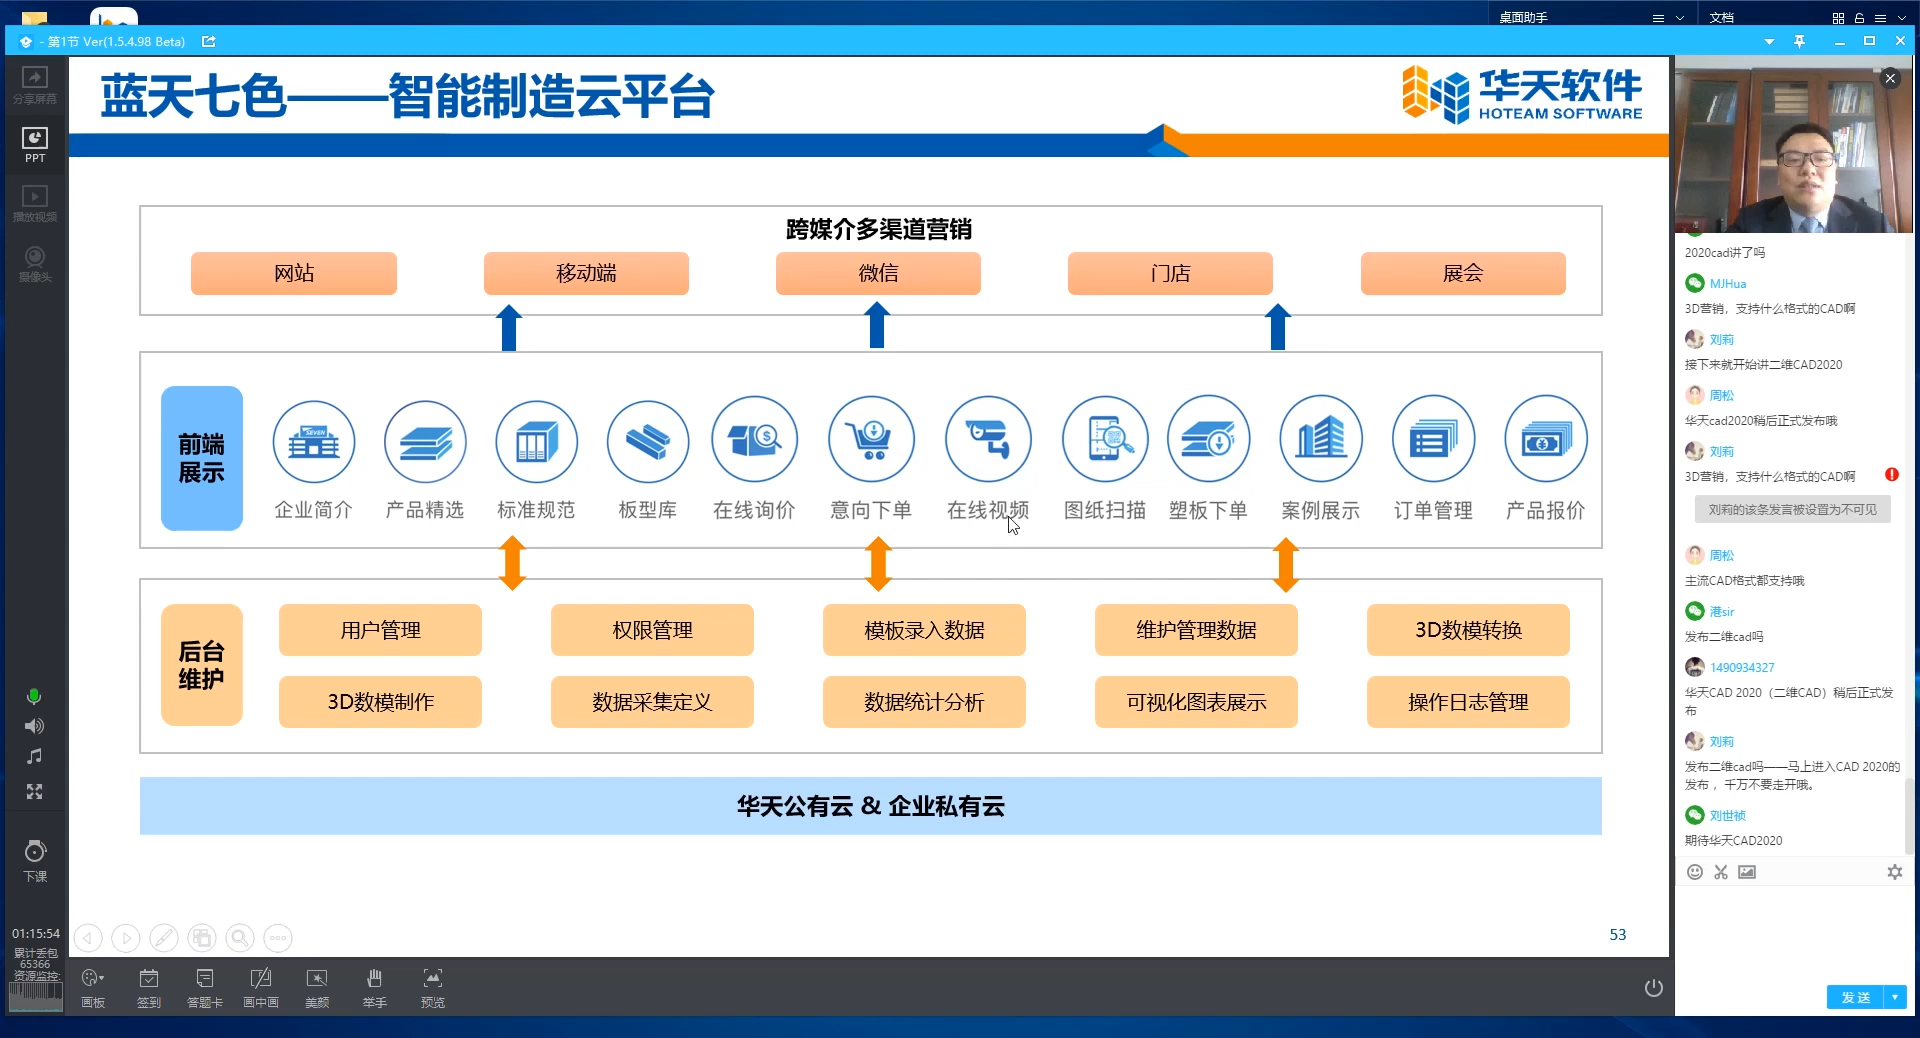 桌面助手
文档
- 第1节 Ver(1.5.4.98 Beta)
分享屏幕
PPT
播放视频
摄像头
下课
01:15:54
累计丢包
65366
资源监控:
蓝天七色——智能制造云平台
华天软件
HOTEAM SOFTWARE
跨媒介多渠道营销
网站
移动端
微信
门店
展会
前端
展示
SEVEN
企业简介
产品精选
标准规范
板型库
在线询价
意向下单
在线视频
图纸扫描
塑板下单
案例展示
订单管理
产品报价
后台
维护
用户管理
权限管理
模板录入数据
维护管理数据
3D数模转换
3D数模制作
数据采集定义
数据统计分析
可视化图表展示
操作日志管理
华天公有云 & 企业私有云
53
画板
签到
答题卡
画中画
美颜
举手
预览
2020cad讲了吗
MJHua
3D营销，支持什么格式的CAD啊
刘莉
接下来就开始讲二维CAD2020
周松
华天cad2020稍后正式发布哦
刘莉
3D营销，支持什么格式的CAD啊
刘莉的该条发言被设置为不可见
周松
主流CAD格式都支持哦
港sir
发布二维cad吗
1490934327
华天CAD 2020（二维CAD）稍后正式发
布
刘莉
发布二维cad吗——马上进入CAD 2020的
发布 ，千万不要走开哦。
刘世祯
期待华天CAD2020
发送